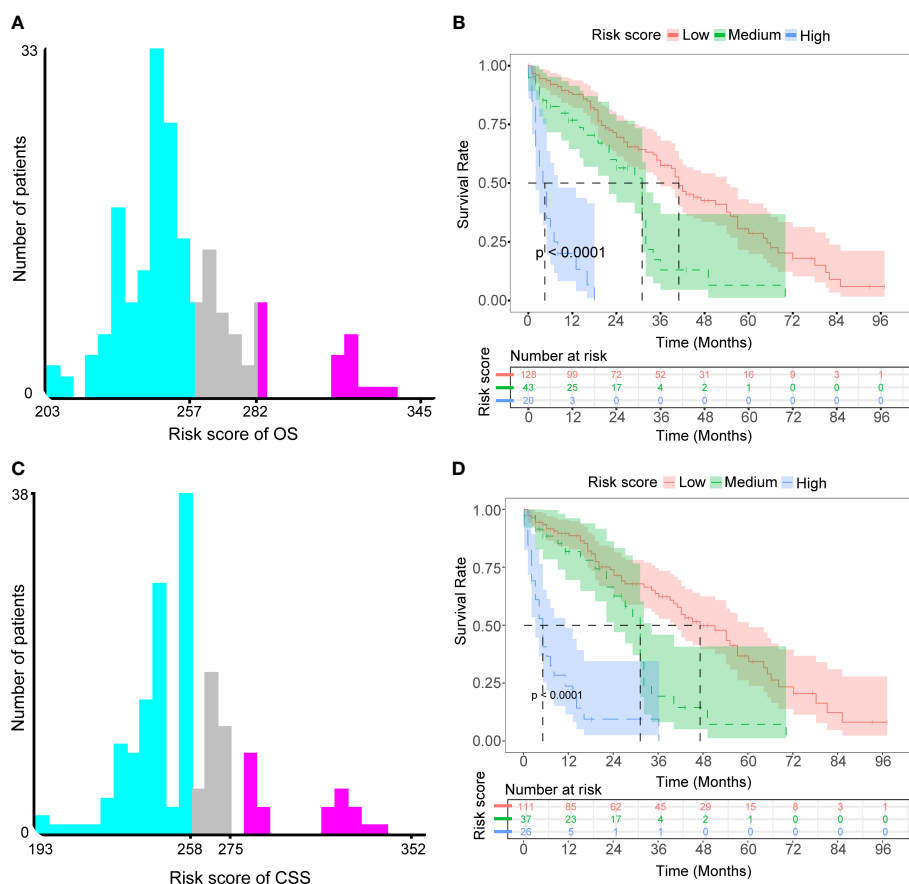 A
33
Number of patients
0
203 257 282 345
Risk score of OS
B
Risk score Low Medium High
1.00
0.75
0.50
0.25
0.00
Survival Rate
p < 0.0001
0 12 24 36 48 60 72 84 96
Time (Months)
Number at risk
Risk score
128 99 72 52 31 16 9 3 1
43 25 17 4 2 1 0 0 0
20 3 0 0 0 0 0 0 0
0 12 24 36 48 60 72 84 96
Time (Months)
C
38
Number of patients
0
193 258 275 352
Risk score of CSS
D
Risk score Low Medium High
1.00
0.75
0.50
0.25
0.00
Survival Rate
p < 0.0001
0 12 24 36 48 60 72 84 96
Time (Months)
Number at risk
Risk score
111 85 62 45 29 15 8 3 1
37 23 17 4 2 1 0 0 0
26 5 1 1 0 0 0 0 0
0 12 24 36 48 60 72 84 96
Time (Months)